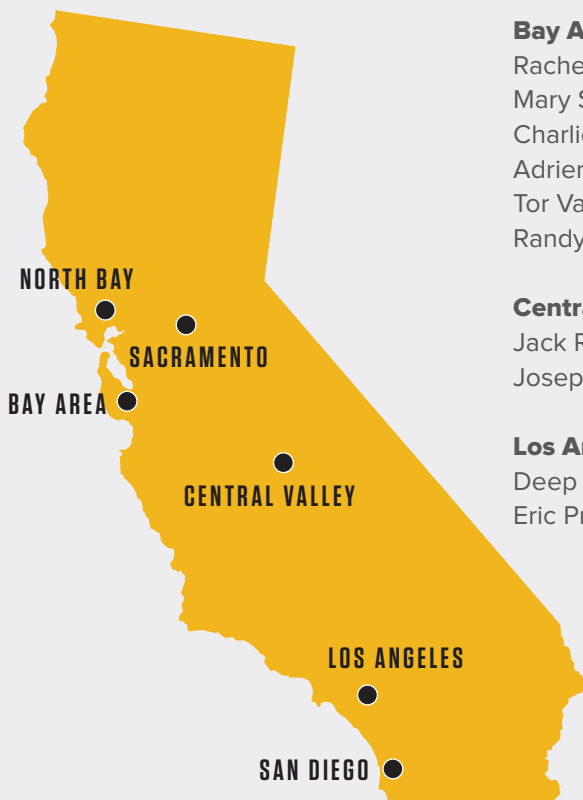 NORTH BAY
SACRAMENTO
BAY AREA
CENTRAL VALLEY
LOS ANGELES
SAN DIEGO
Bay
Mary
Tor
Randy
Jack
Los
Deep
Eric